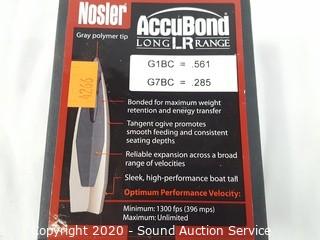 Nosler
AccuBond
LONG LR RANGE
Gray polymer tip
G1BC = .561
G7BC = .285
4266
Bonded for maximum weight
retention and energy transfer
Tangent ogive promotes
smooth feeding and consistent
seating depths
Reliable expansion across a broad
range of velocities
Sleek, high-performance boat tail
Optimum Performance Velocity:
Minimum: 1300 fps (396 mps)
Maximum: Unlimited
Copyright 2020 - Sound Auction Service